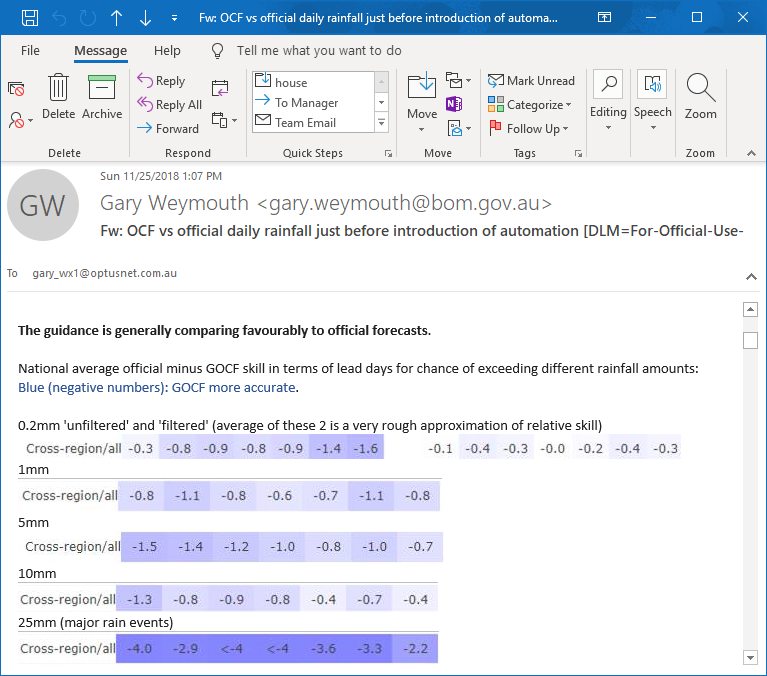 Fw: OCF vs official daily rainfall just before introduction of automa...
File Message Help Tell me what you want to do
Delete
Archive
Reply
Reply All
Forward
house
To Manager
Team Email
Move
Mark Unread
Categorize
Follow Up
Editing
Speech
Zoom
Delete Respond Quick Steps Move Tags Zoom
GW
Sun 11/25/2018 1:07 PM
Gary Weymouth <gary.weymouth@bom.gov.au>
Fw: OCF vs official daily rainfall just before introduction of automation [DLM=For-Official-Use-
To gary_wx1@optusnet.com.au
The guidance is generally comparing favourably to official forecasts.
National average official minus GOCF skill in terms of lead days for chance of exceeding different rainfall amounts:
Blue (negative numbers): GOCF more accurate.
0.2mm 'unfiltered' and 'filtered' (average of these 2 is a very rough approximation of relative skill)
Cross-region/all -0.3 -0.8 -0.9 -0.8 -0.9 -1.4 -1.6 -0.1 -0.4 -0.3 -0.0 -0.2 -0.4 -0.3
1mm
Cross-region/all -0.8 -1.1 -0.8 -0.6 -0.7 -1.1 -0.8
5mm
Cross-region/all -1.5 -1.4 -1.2 -1.0 -0.8 -1.0 -0.7
10mm
Cross-region/all -1.3 -0.8 -0.9 -0.8 -0.4 -0.7 -0.4
25mm (major rain events)
Cross-region/all -4.0 -2.9 <-4 <-4 -3.6 -3.3 -2.2